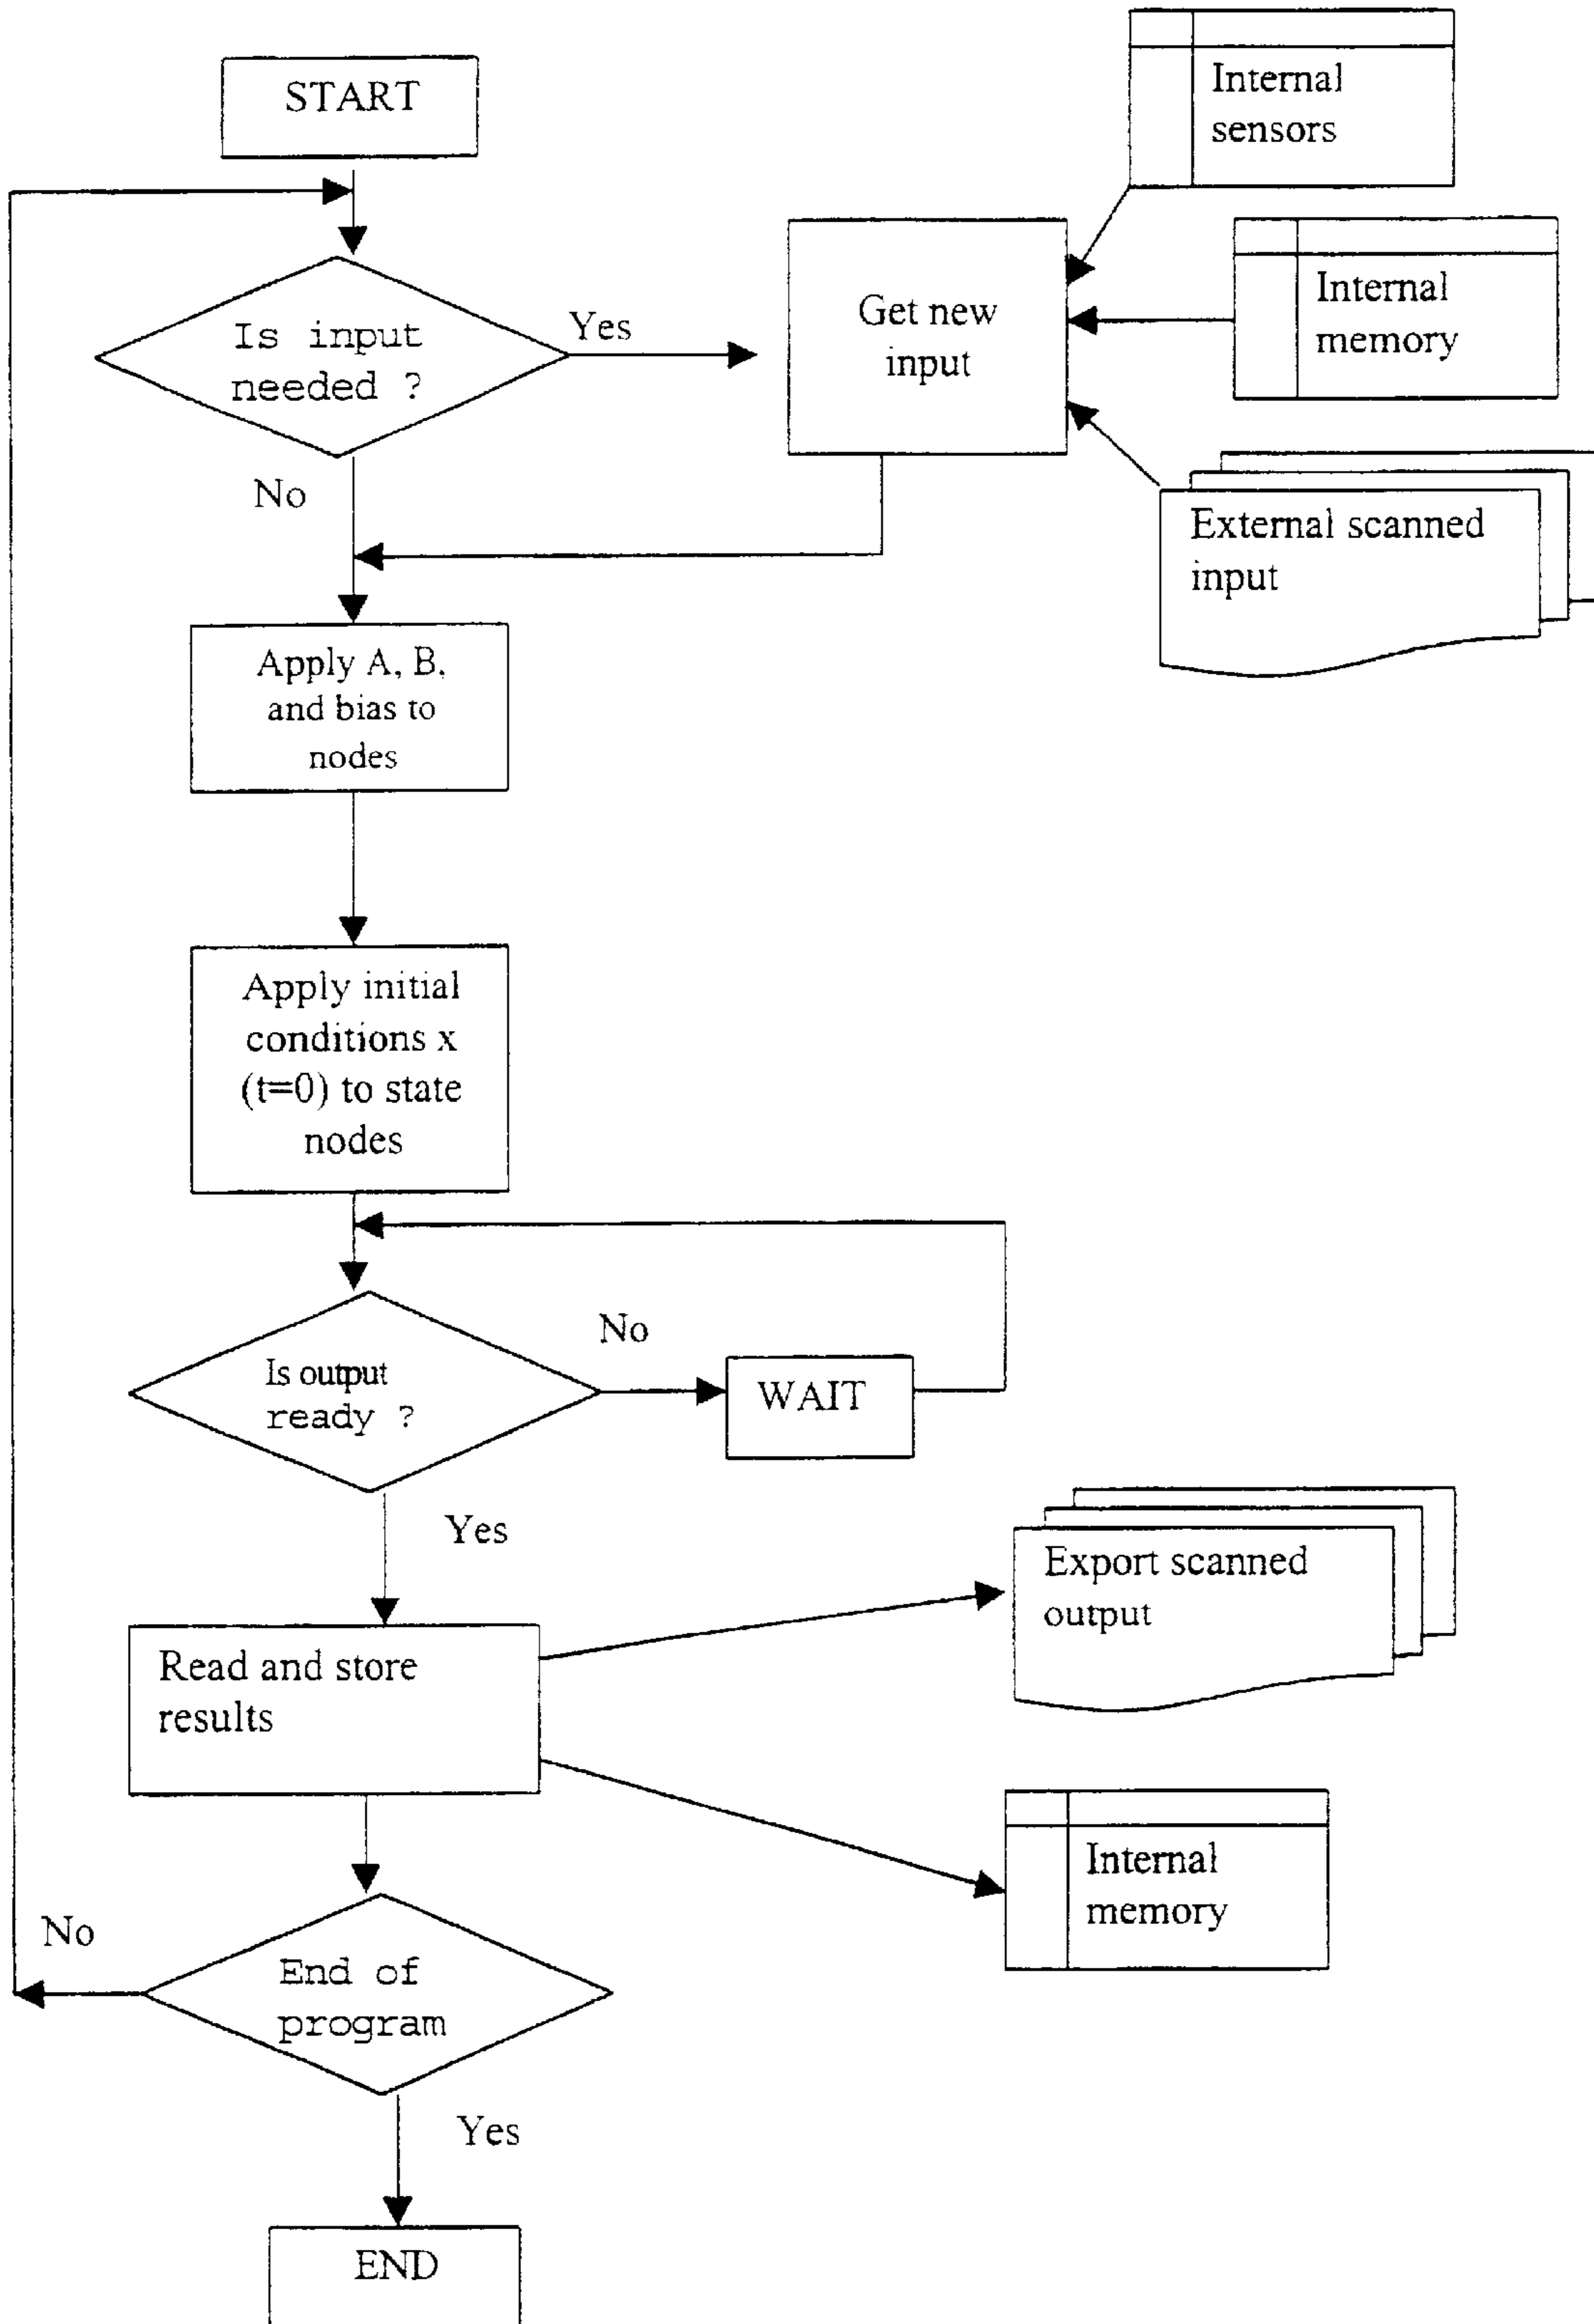 START
Internal
sensors
Is input
needed ?
Yes
Get new
input
Internal
memory
No
External scanned
input
Apply A, B,
and bias to
nodes
Apply initial
conditions x
(t=0) to state
nodes
Is output
ready ?
No
WAIT
Yes
Export scanned
output
Read and store
results
Internal
memory
No
End of
program
Yes
END